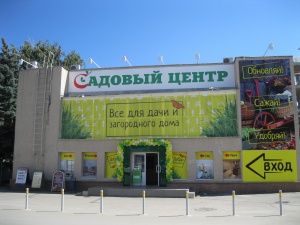 САДОВЫЙ ЦЕНТР
Все для дачи и
загородного дома
Обновляй!
Сажай!
Удобряй!
ВХОД